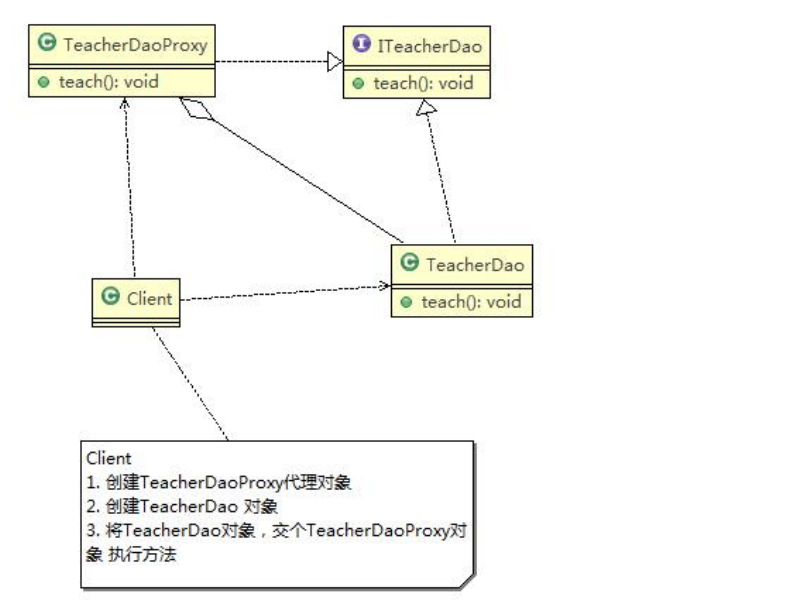 TeacherDaoProxy
teach(): void
ITeacherDao
teach(): void
TeacherDao
teach(): void
Client
Client
1. 创建TeacherDaoProxy代理对象
2. 创建TeacherDao 对象
3. 将TeacherDao对象，交个TeacherDaoProxy对
象 执行方法